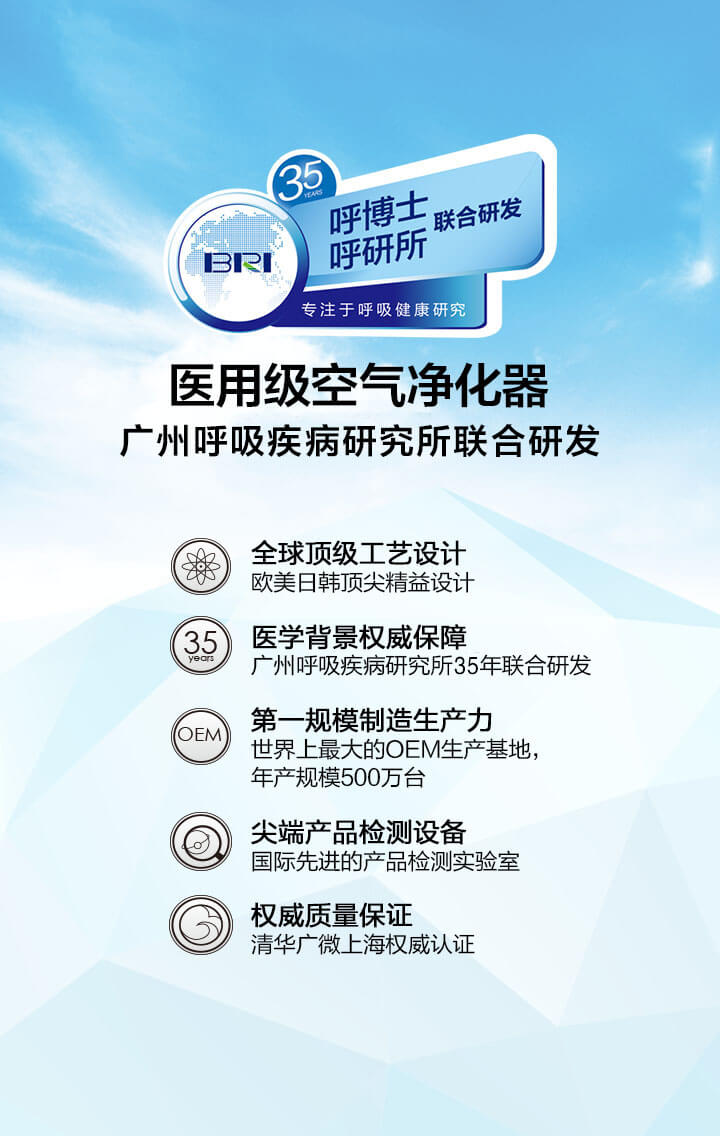 35
YEARS
呼博士
呼研所
联合研发
BRI
专注于呼吸健康研究
医用级空气净化器
广州呼吸疾病研究所联合研发
全球顶级工艺设计
欧美日韩顶尖精益设计
35
years
医学背景权威保障
广州呼吸疾病研究所35年联合研发
OEM
第一规模制造生产力
世界上最大的OEM生产基地，
年产规模500万台
尖端产品检测设备
国际先进的产品检测实验室
权威质量保证
清华广微上海权威认证